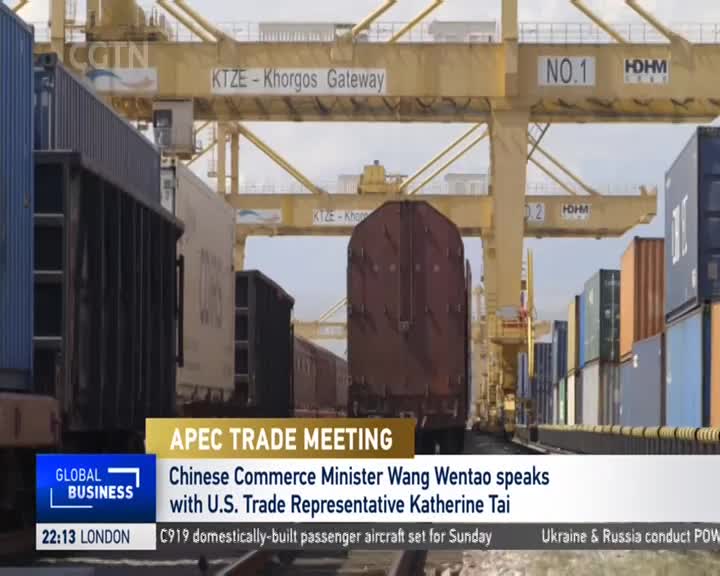 CGTN
KTZE - Khorgos Gateway
NO.1
HDHM
KTZE - Khor
2
HDHM
APEC TRADE MEETING
GLOBAL
BUSINESS
Chinese Commerce Minister Wang Wentao speaks
with U.S. Trade Representative Katherine Tai
22:13 LONDON
C919 domestically-built passenger aircraft set for Sunday
Ukraine & Russia conduct POW